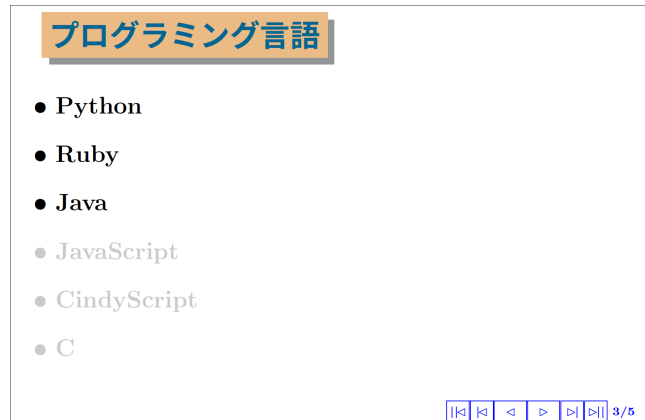 プログラミング言語
● Python
● Ruby
● Java
● JavaScript
● CindyScript
● C
3/5